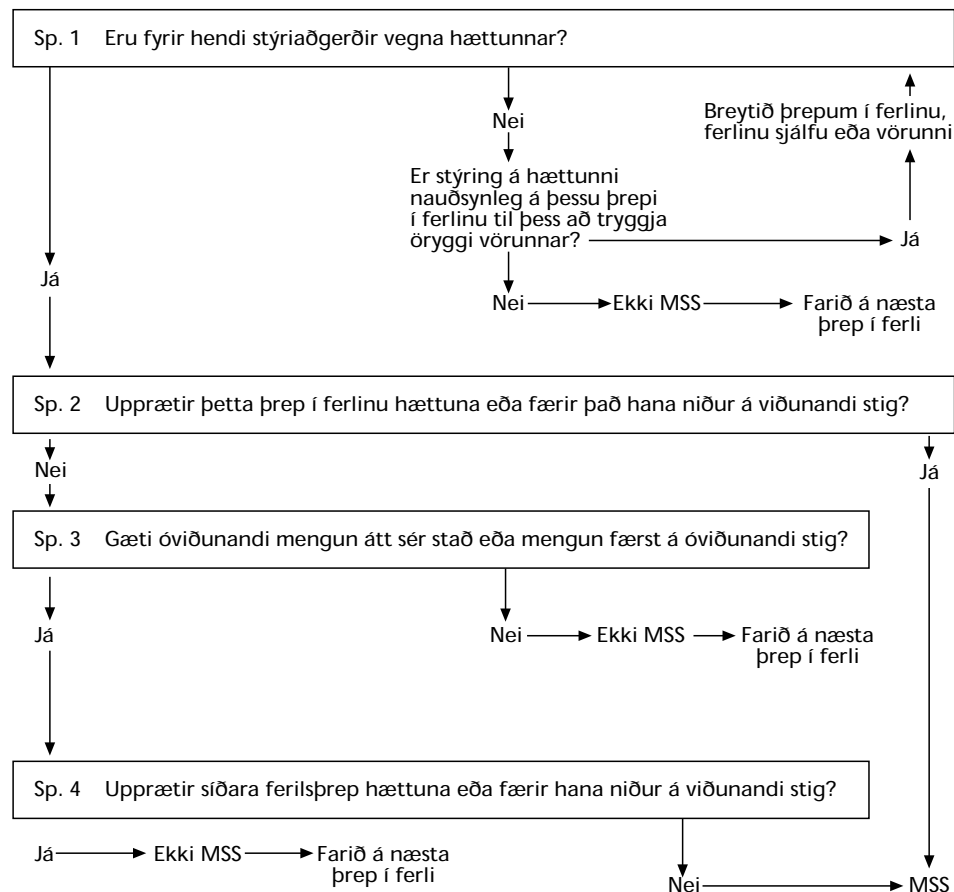 Sp. 1 Eru fyrir hendi stýriaðgerðir vegna hættunnar?
Nei
Breytið þrepum í ferlinu,
ferlinu sjálfu eða vörunni
Er stýring á hættunni
nauðsynleg á þessu þrepi
í ferlinu til þess að tryggja
öryggi vörunnar?
Já
Já
Nei
Ekki MSS
Farið á næsta
þrep í ferli
Sp. 2 Upprætir þetta þrep í ferlinu hættuna eða færir það hana niður á viðunandi stig?
Nei
Já
Sp. 3 Gæti óviðunandi mengun átt sér stað eða mengun færst á óviðunandi stig?
Já
Nei
Ekki MSS
Farið á næsta
þrep í ferli
Sp. 4 Upprætir síðara ferilsþrep hættuna eða færir hana niður á viðunandi stig?
Já
Ekki MSS
Farið á næsta
þrep í ferli
Nei
MSS